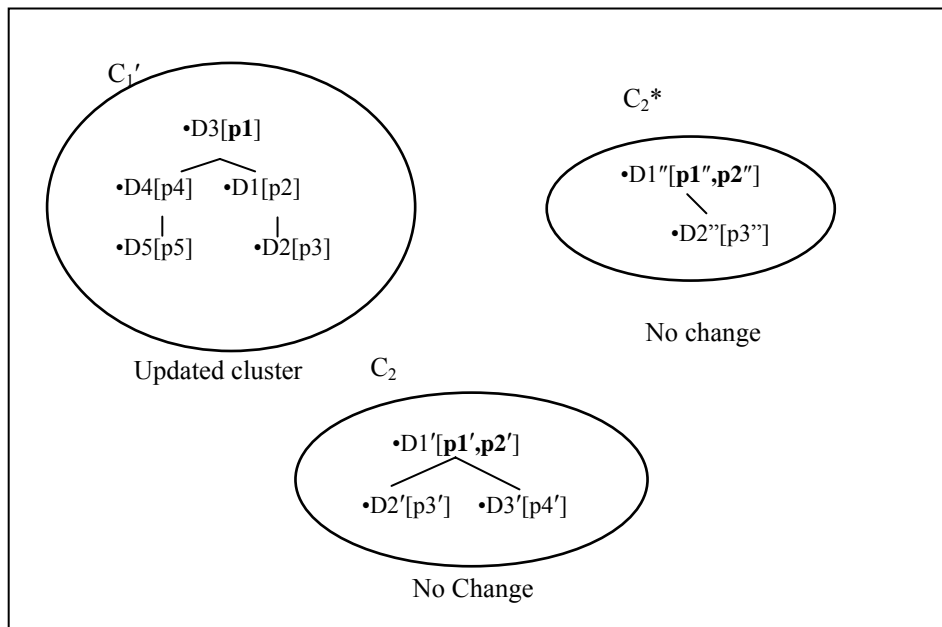 C₁′
•D3[p1]
•D4[p4] •D1[p2]
•D5[p5] •D2[p3]
Updated cluster
C₂*
•D1″[p1″,p2″]
•D2”[p3”]
No change
C₂
•D1′[p1′,p2′]
•D2′[p3′] •D3′[p4′]
No Change